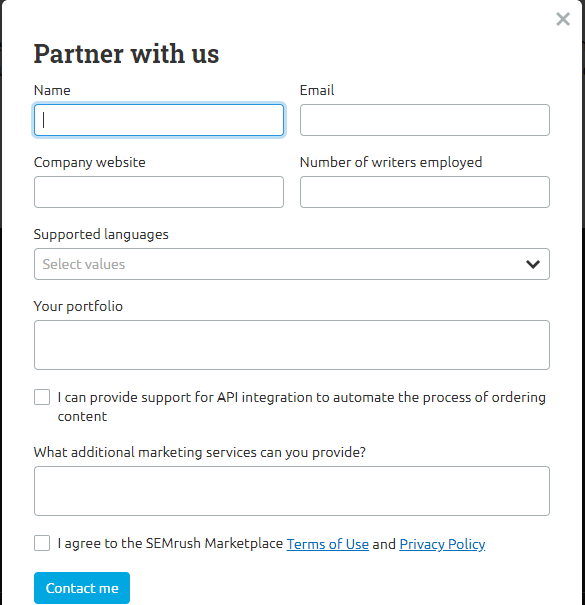 Partner with us
Name
Email
Company website
Number of writers employed
Supported languages
Select values
Your portfolio
I can provide support for API integration to automate the process of ordering
content
What additional marketing services can you provide?
I agree to the SEMrush Marketplace Terms of Use and Privacy Policy
Contact me